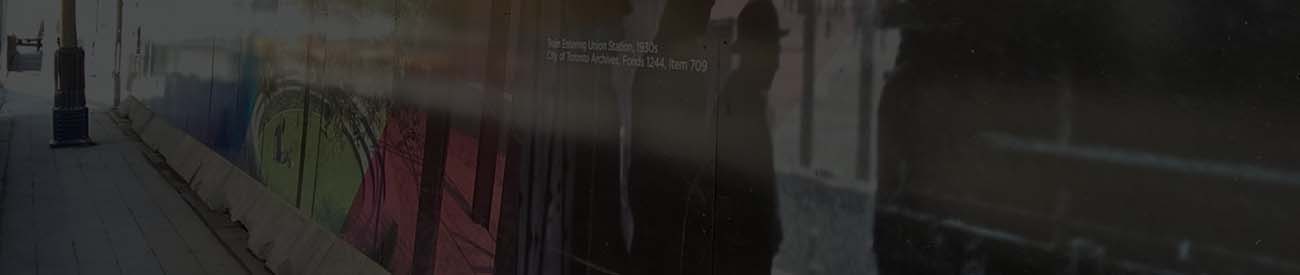 Train Entering Union Station, 1930s
City of Toronto Archives, Fonds 1244, Item 709